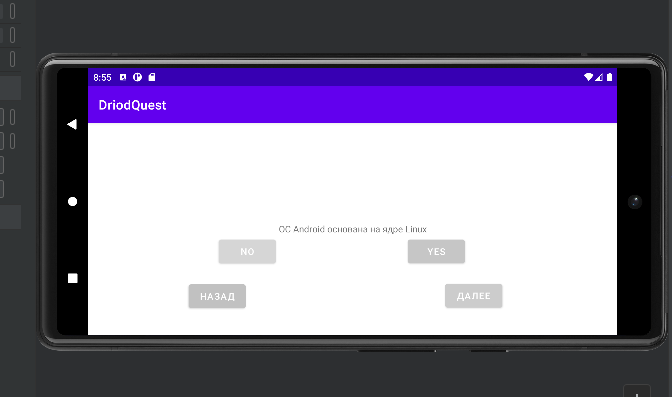 8:55
DriodQuest
ОС Android основана на ядре Linux
NO
YES
НАЗАД
ДАЛЕЕ